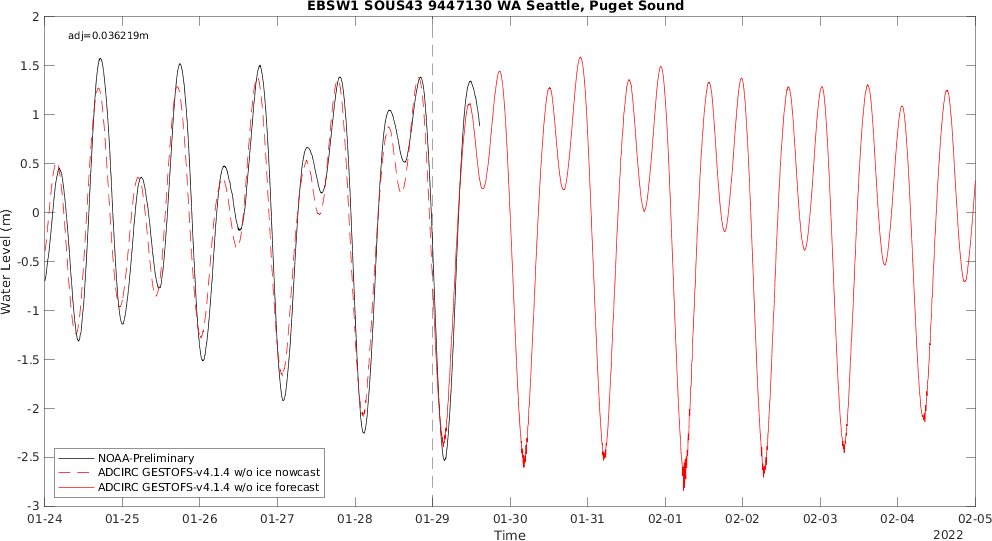 EBSW1 SOUS43 9447130 WA Seattle, Puget Sound
adj=0.036219m
Water Level (m)
2
1.5
1
0.5
0
-0.5
-1
-1.5
-2
-2.5
-3
NOAA-Preliminary
ADCIRC GESTOFS-v4.1.4 w/o ice nowcast
ADCIRC GESTOFS-v4.1.4 w/o ice forecast
01-24 01-25 01-26 01-27 01-28 01-29 01-30 01-31 02-01 02-02 02-03 02-04 02-05
Time
2022